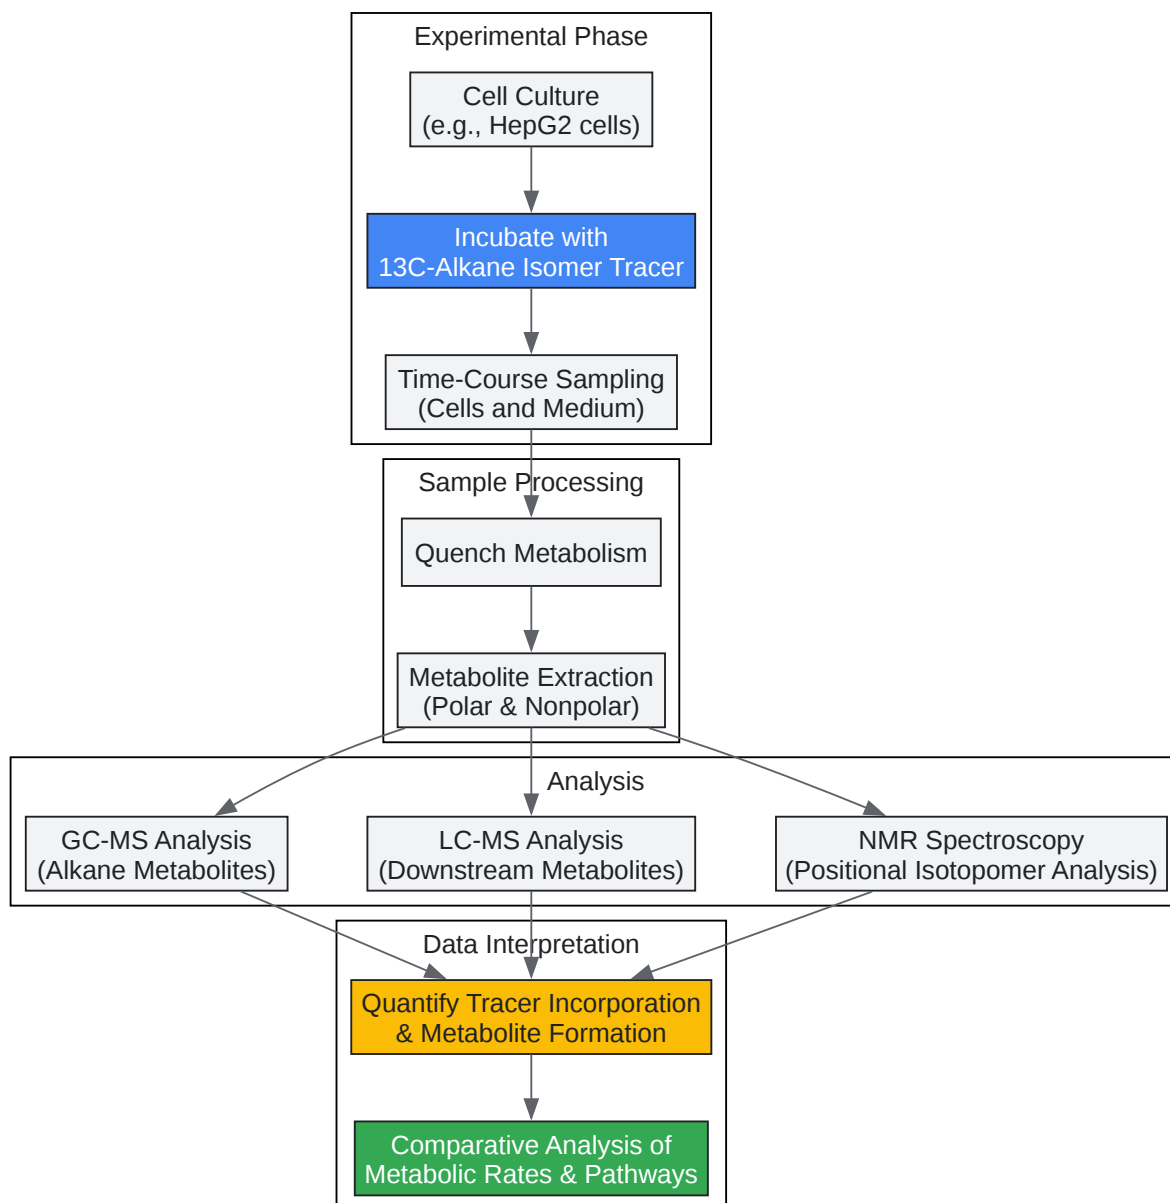 Experimental Phase
Cell Culture
(e.g., HepG2 cells)
Incubate with
13C-Alkane Isomer Tracer
Time-Course Sampling
(Cells and Medium)
Sample Processing
Quench Metabolism
Metabolite Extraction
(Polar & Nonpolar)
Analysis
GC-MS Analysis
(Alkane Metabolites)
LC-MS Analysis
(Downstream Metabolites)
NMR Spectroscopy
(Positional Isotopomer Analysis)
Data Interpretation
Quantify Tracer Incorporation
& Metabolite Formation
Comparative Analysis of
Metabolic Rates & Pathways